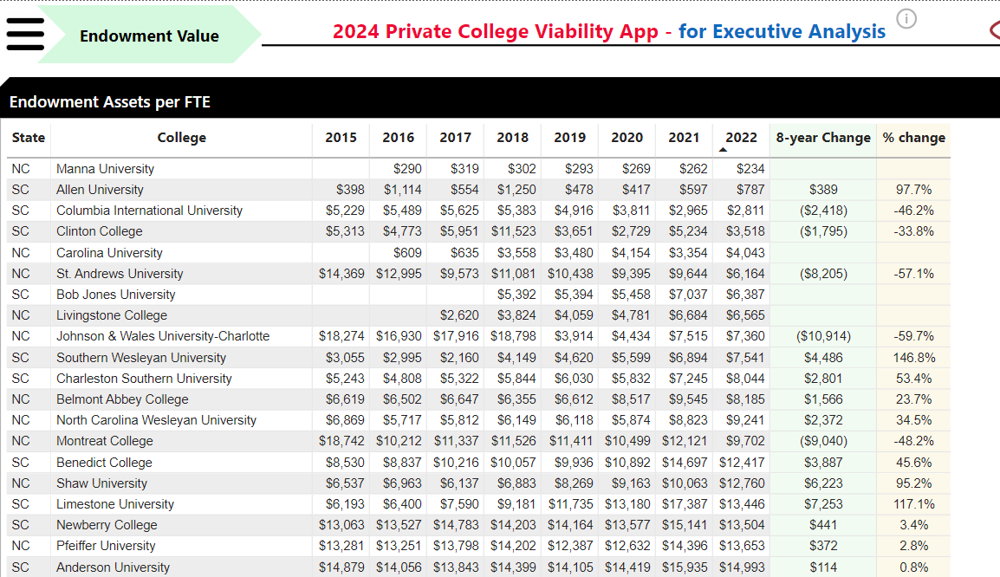 Endowment Value
2024 Private College Viability App - for Executive Analysis
i
Endowment Assets per FTE
State College 2015 2016 2017 2018 2019 2020 2021 2022 8-year Change % change
NC Manna University $290 $319 $302 $293 $269 $262 $234
SC Allen University $398 $1,114 $554 $1,250 $478 $417 $597 $787 $389 97.7%
SC Columbia International University $5,229 $5,489 $5,625 $5,383 $4,916 $3,811 $2,965 $2,811 ($2,418) -46.2%
SC Clinton College $5,313 $4,773 $5,951 $11,523 $3,651 $2,729 $5,234 $3,518 ($1,795) -33.8%
NC Carolina University $609 $635 $3,558 $3,480 $4,154 $3,354 $4,043
NC St. Andrews University $14,369 $12,995 $9,573 $11,081 $10,438 $9,395 $9,644 $6,164 ($8,205) -57.1%
SC Bob Jones University $5,392 $5,394 $5,458 $7,037 $6,387
NC Livingstone College $2,620 $3,824 $4,059 $4,781 $6,684 $6,565
NC Johnson & Wales University-Charlotte $18,274 $16,930 $17,916 $18,798 $3,914 $4,434 $7,515 $7,360 ($10,914) -59.7%
SC Southern Wesleyan University $3,055 $2,995 $2,160 $4,149 $4,620 $5,599 $6,894 $7,541 $4,486 146.8%
SC Charleston Southern University $5,243 $4,808 $5,322 $5,844 $6,030 $5,832 $7,245 $8,044 $2,801 53.4%
NC Belmont Abbey College $6,619 $6,502 $6,647 $6,355 $6,612 $8,517 $9,545 $8,185 $1,566 23.7%
NC North Carolina Wesleyan University $6,869 $5,717 $5,812 $6,149 $6,118 $5,874 $8,823 $9,241 $2,372 34.5%
NC Montreat College $18,742 $10,212 $11,337 $11,526 $11,411 $10,499 $12,121 $9,702 ($9,040) -48.2%
SC Benedict College $8,530 $8,837 $10,216 $10,057 $9,936 $10,892 $14,697 $12,417 $3,887 45.6%
NC Shaw University $6,537 $6,963 $6,137 $6,883 $8,269 $9,163 $10,063 $12,760 $6,223 95.2%
SC Limestone University $6,193 $6,400 $7,590 $9,181 $11,735 $13,180 $17,387 $13,446 $7,253 117.1%
SC Newberry College $13,063 $13,527 $14,783 $14,203 $14,164 $13,577 $15,141 $13,504 $441 3.4%
NC Pfeiffer University $13,281 $13,251 $13,798 $14,202 $12,387 $12,632 $14,396 $13,653 $372 2.8%
SC Anderson University $14,879 $14,056 $13,843 $14,399 $14,105 $14,419 $15,935 $14,993 $114 0.8%